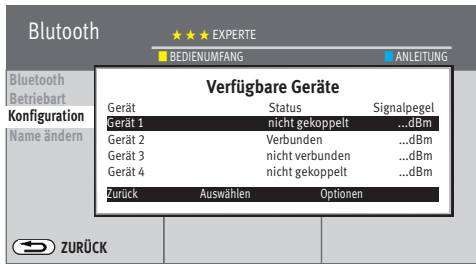 Blutooth
★ ★ ★ EXPERTE
BEDIENUMFANG ANLEITUNG
Bluetooth
Betriebart
Konfiguration
Name ändern
Verfügbare Geräte
Gerät Status Signalpegel
Gerät 1 nicht gekoppelt ...dBm
Gerät 2 Verbunden ...dBm
Gerät 3 nicht verbunden ...dBm
Gerät 4 nicht gekoppelt ...dBm
Zurück Auswählen Optionen
ZURÜCK